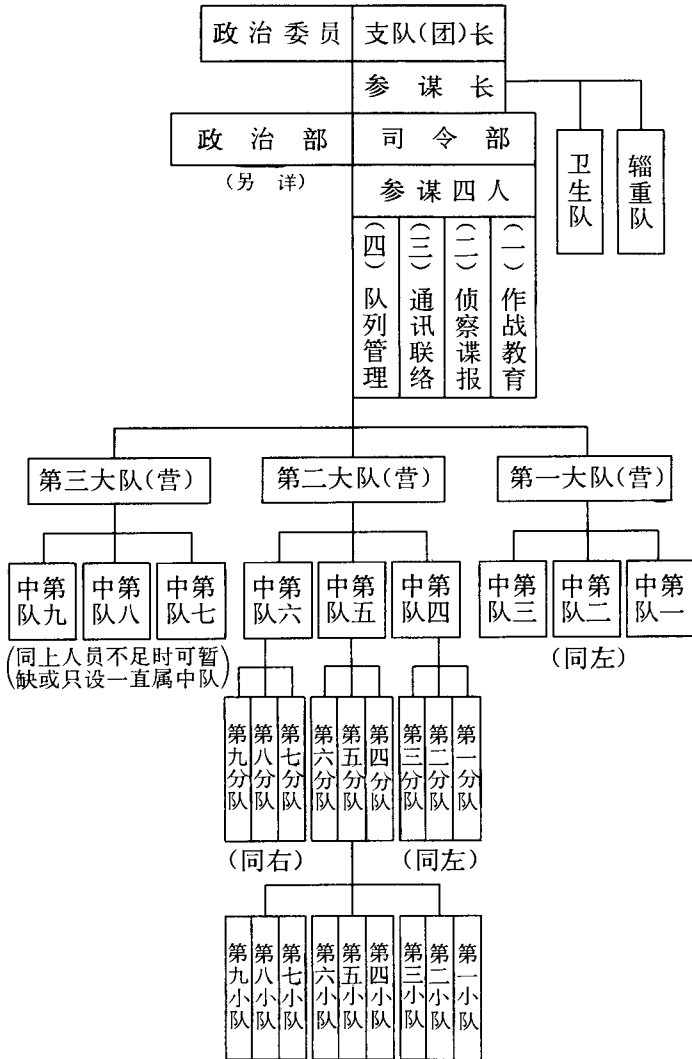 政治委员
支队(团)长
参谋长
政治部
司令部
(另详)
参谋四人
卫生队
辎重队
(四)队列管理
(三)通讯联络
(二)侦察谍报
(一)作战教育
第三大队(营)
第二大队(营)
第一大队(营)
第九中队
第八中队
第七中队
第六中队
第五中队
第四中队
第三中队
第二中队
第一中队
(同上人员不足时可暂
缺或只设一直属中队)
(同左)
第九分队
第八分队
第七分队
第六分队
第五分队
第四分队
第三分队
第二分队
第一分队
(同右)
(同左)
第九小队
第八小队
第七小队
第六小队
第五小队
第四小队
第三小队
第二小队
第一小队